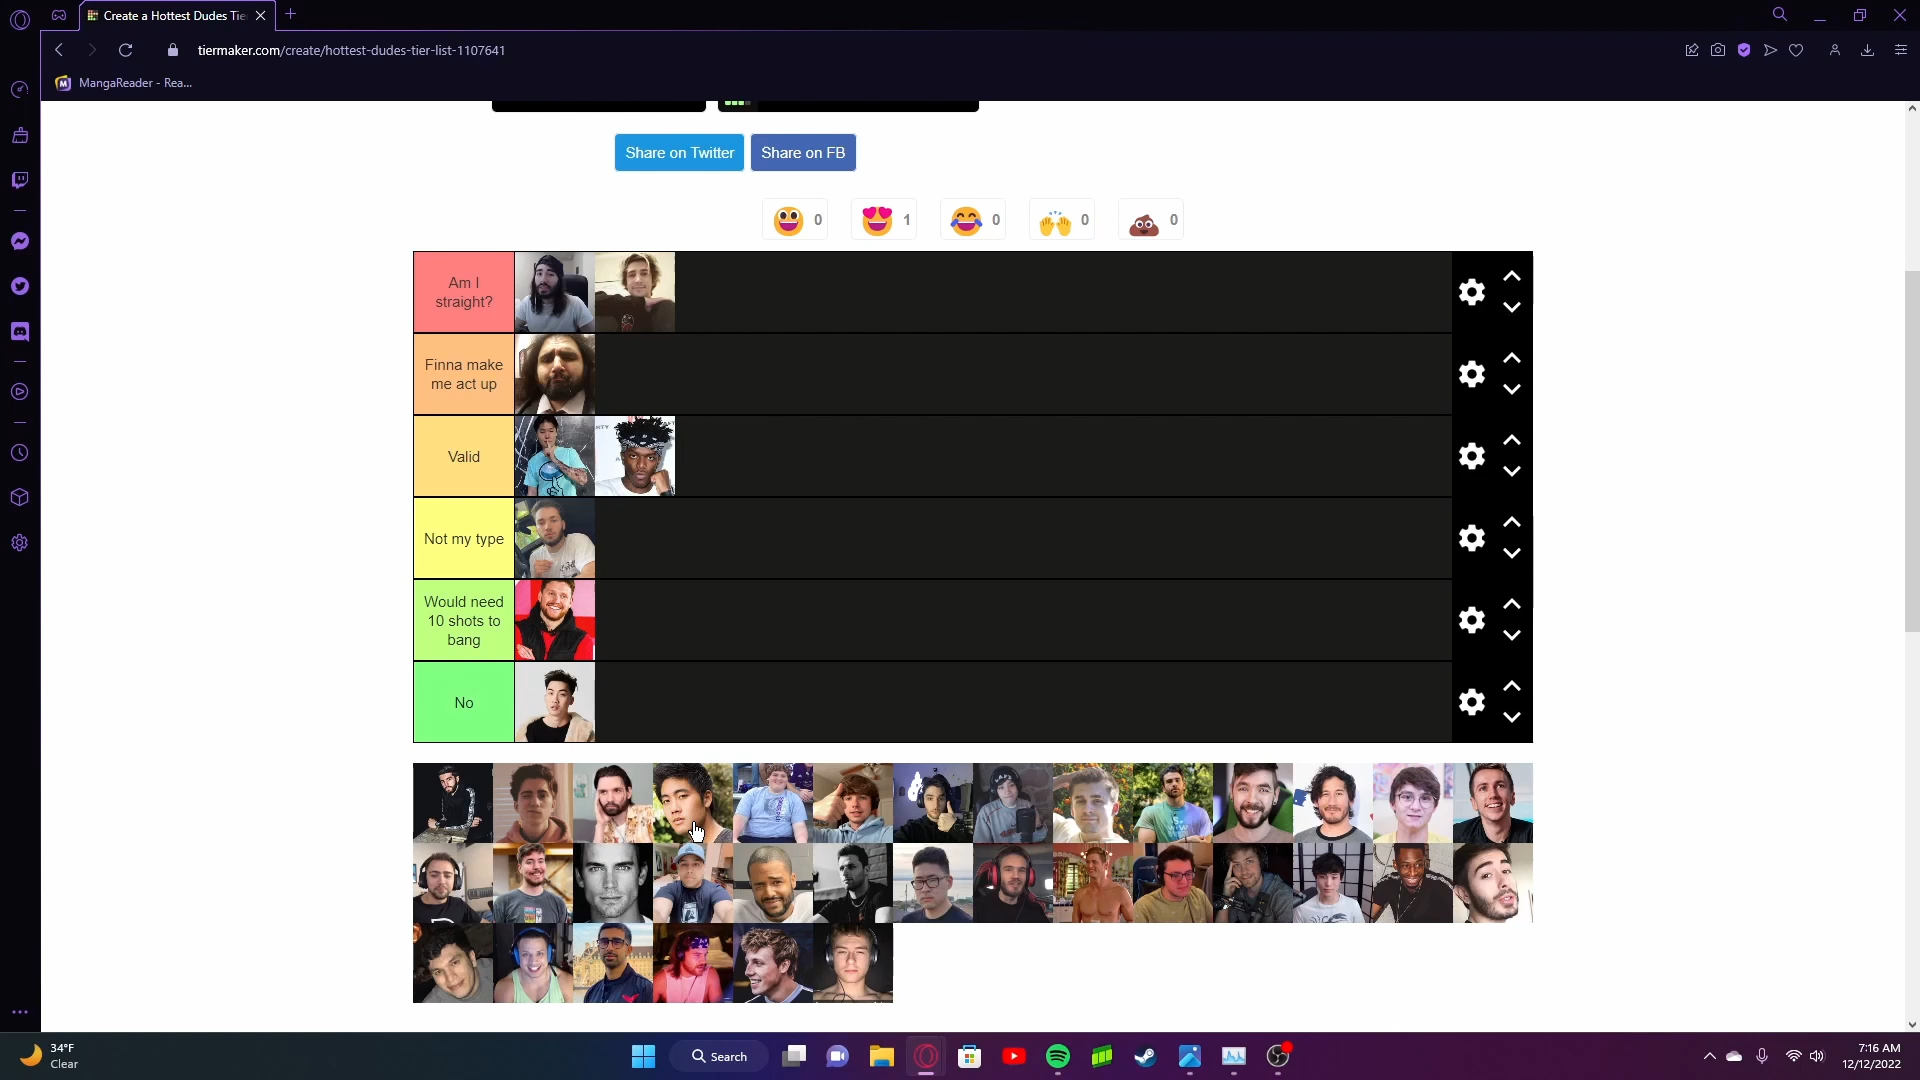 Create a Hottest Dudes Tie
tiermaker.com/create/hottest-dudes-tier-list-1107641
MangaReader - Rea...
Share on Twitter
Share on FB
0
1
0
0
0
Am I
straight?
Finna make
me act up
Valid
Not my type
Would need
10 shots to
bang
No
34°F
Clear
Search
7:16 AM
12/12/2022